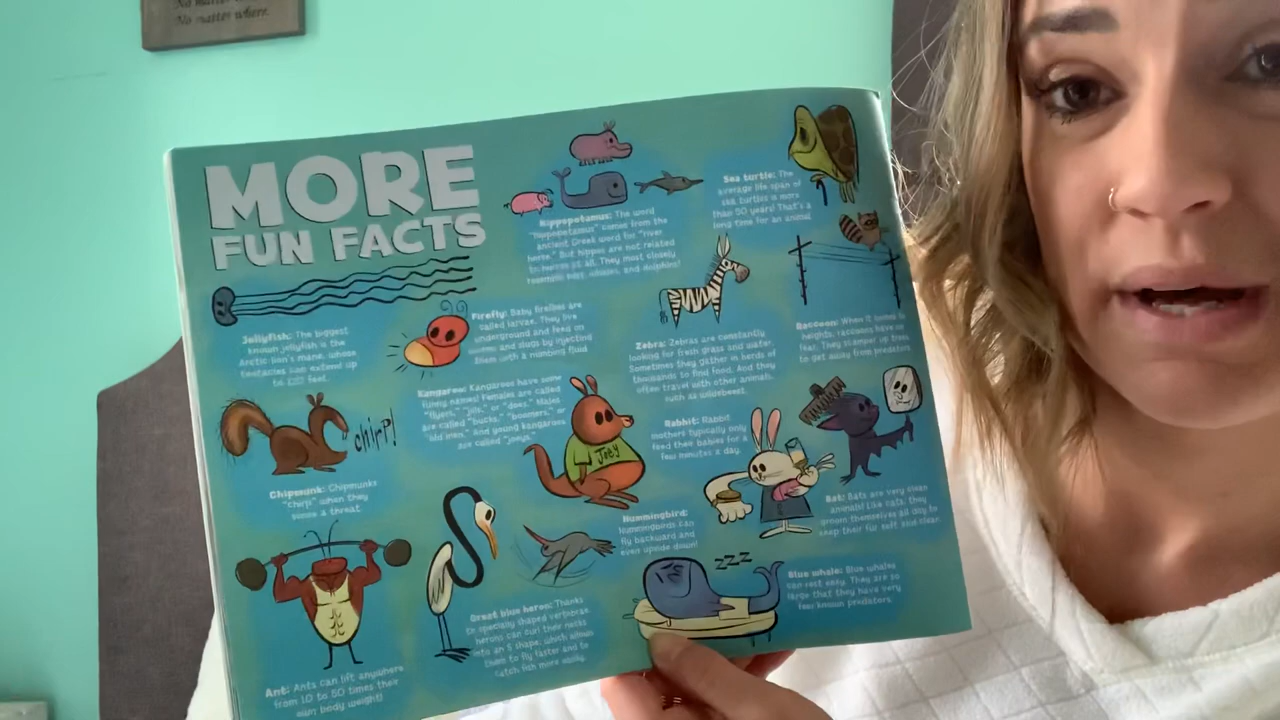 No matter where.
MORE
FUN FACTS
Jellyfish: The biggest
known jellyfish is the
Arctic lion's mane, whose
tentacles can extend up
to 120 feet.
Firefly: Baby fireflies are
called larvae. They live
underground and feed on
worms and slugs by injecting
them with a numbing fluid
Hippopotamus: The word
"hippopotamus" comes from the
ancient Greek word for "river
horse." But hippos are not related
to horses at all. They most closely
resemble pigs, whales, and dolphins!
Sea turtle: The
average life span of
sea turtles is more
than 50 years! That's a
long time for an animal
Kangaroo: Kangaroos have some
funny names! Females are called
"flyers," "jills," or "does." Males
are called "bucks," "boomers," or
"old men," and young kangaroos
are called "joeys."
Joey
Zebra: Zebras are constantly
looking for fresh grass and water.
Sometimes they gather in herds of
thousands to find food. And they
often travel with other animals,
such as wildebeest.
Raccoon: When it comes to
heights, raccoons have no
fear. They scamper up trees
to get away from predators
chirp!
Chipmunk: Chipmunks
"chirp" when they
sense a threat.
Rabbit: Rabbit
mothers typically only
feed their babies for a
few minutes a day.
Bat: Bats are very clean
animals! Like cats, they
groom themselves all day to
keep their fur soft and clean
Hummingbird:
Hummingbirds can
fly backward and
even upside down!
zzz
Blue whale: Blue whales
can rest easy. They are so
large that they have very
few known predators.
Great blue heron: Thanks
to specially shaped vertebrae,
herons can curl their necks
into an S shape, which allows
them to fly faster and to
catch fish more easily.
Ant: Ants can lift anywhere
from 10 to 50 times their
own body weight!